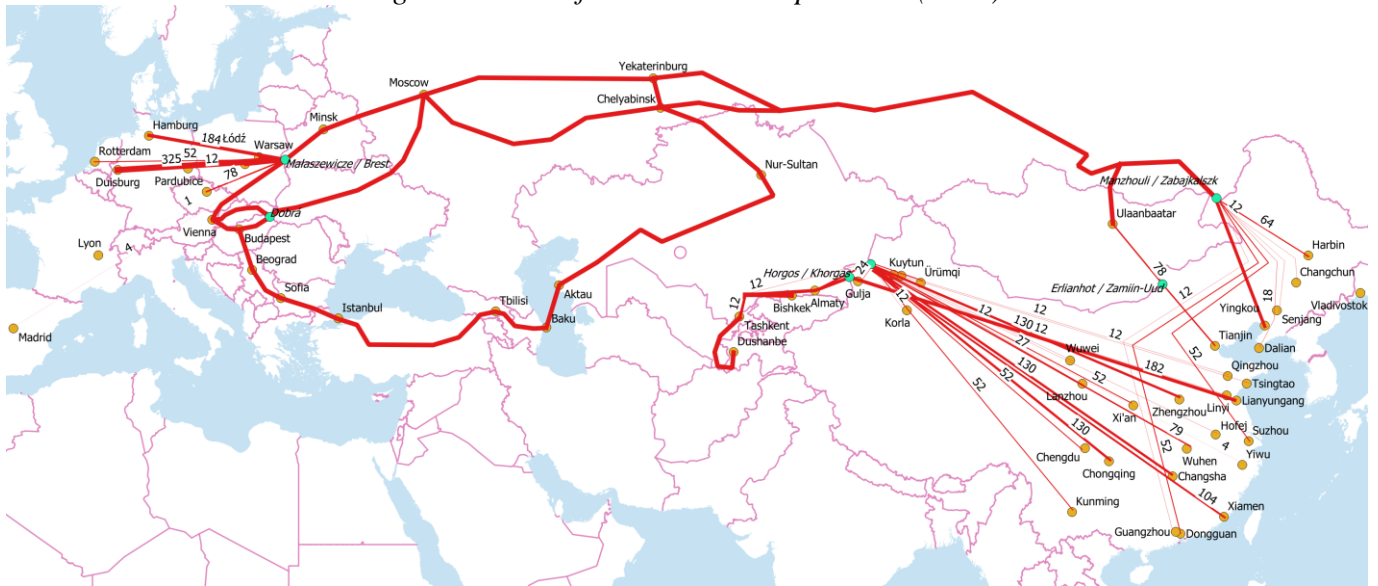 Moscow
Yekaterinburg
Chelyabinsk
Minsk
Hamburg
184
Łódź
Warsaw
Rotterdam
52
325
12
Małaszewicze / Brest
Duisburg
Pardubice
78
1
Vienna
Dobrá
Budapest
Lyon
4
Beograd
Sofia
Istanbul
Madrid
Tbilisi
Baku
Aktau
Nur-Sultan
Manzhouli / Zabajkalszk
12
64
Ulaanbaatar
Harbin
Changchun
78
Erlianhot / Zamiin-Uud
12
18
Yingkou
Senjang
Vladivostok
Horgos / Khorgas
24
Kuytun
Ürümqi
12
Gulja
Almaty
Bishkek
12
Tashkent
Dushanbe
12
Korla
12
130
12
12
27
Wuwei
Tianjin
Dalian
52
Qingzhou
Tsingtao
182
130
52
52
52
Lanzhou
Xi'an
Zhengzhou
Linyi
Lianyungang
Hofej
Suzhou
79
4
Yiwu
130
Chengdu
Chongqing
Wuhen
Changsha
52
104
Kunming
Xiamen
Guangzhou
Dongguan